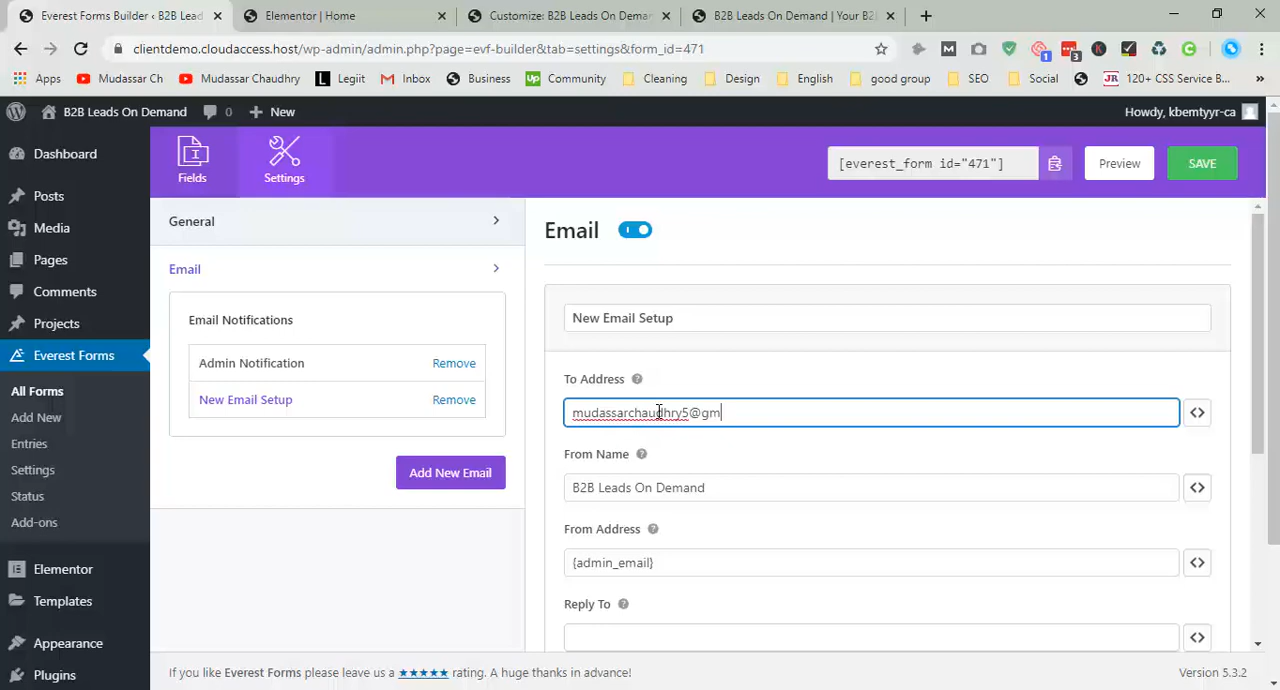 Everest Forms Builder ‹ B2B Lead
Elementor | Home
Customize: B2B Leads On Deman
B2B Leads On Demand | Your B2B
clientdemo.cloudaccess.host/wp-admin/admin.php?page=evf-builder&tab=settings&form_id=471
Apps
Mudassar Ch
Mudassar Chaudhry
Legiit
Inbox
Business
Community
Cleaning
Design
English
good group
SEO
Social
120+ CSS Service B...
B2B Leads On Demand
0
New
Howdy, kbemtyyr-ca
Dashboard
Posts
Media
Pages
Comments
Projects
Everest Forms
All Forms
Add New
Entries
Settings
Status
Add-ons
Elementor
Templates
Appearance
Plugins
Fields
Settings
[everest_form id="471"]
Preview
SAVE
General
Email
Email Notifications
Admin Notification
Remove
New Email Setup
Remove
Add New Email
Email
New Email Setup
To Address
mudassarchaudhry5@gm
From Name
B2B Leads On Demand
From Address
{admin_email}
Reply To
If you like Everest Forms please leave us a ★★★★★ rating. A huge thanks in advance!
Version 5.3.2